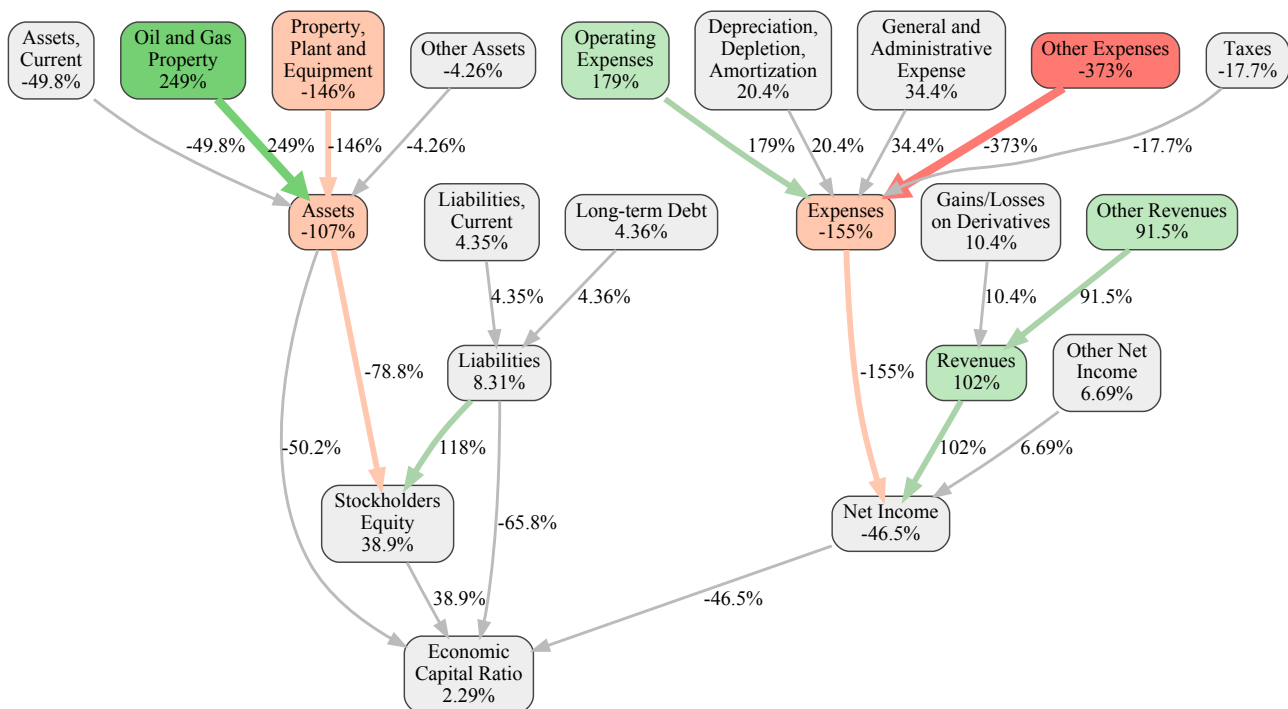 Assets,
Current
-49.8%
Oil and Gas
Property
249%
Property,
Plant and
Equipment
-146%
Other Assets
-4.26%
Operating
Expenses
179%
Depreciation,
Depletion,
Amortization
20.4%
General and
Administrative
Expense
34.4%
Other Expenses
-373%
Taxes
-17.7%
-49.8%
249%
-146%
-4.26%
179%
20.4%
34.4%
-373%
-17.7%
Assets
-107%
Liabilities,
Current
4.35%
Long-term Debt
4.36%
Expenses
-155%
Gains/Losses
on Derivatives
10.4%
Other Revenues
91.5%
4.35%
4.36%
10.4%
91.5%
-78.8%
Liabilities
8.31%
-155%
Revenues
102%
Other Net
Income
6.69%
-50.2%
118%
102%
6.69%
Stockholders
Equity
38.9%
-65.8%
Net Income
-46.5%
38.9%
-46.5%
Economic
Capital Ratio
2.29%